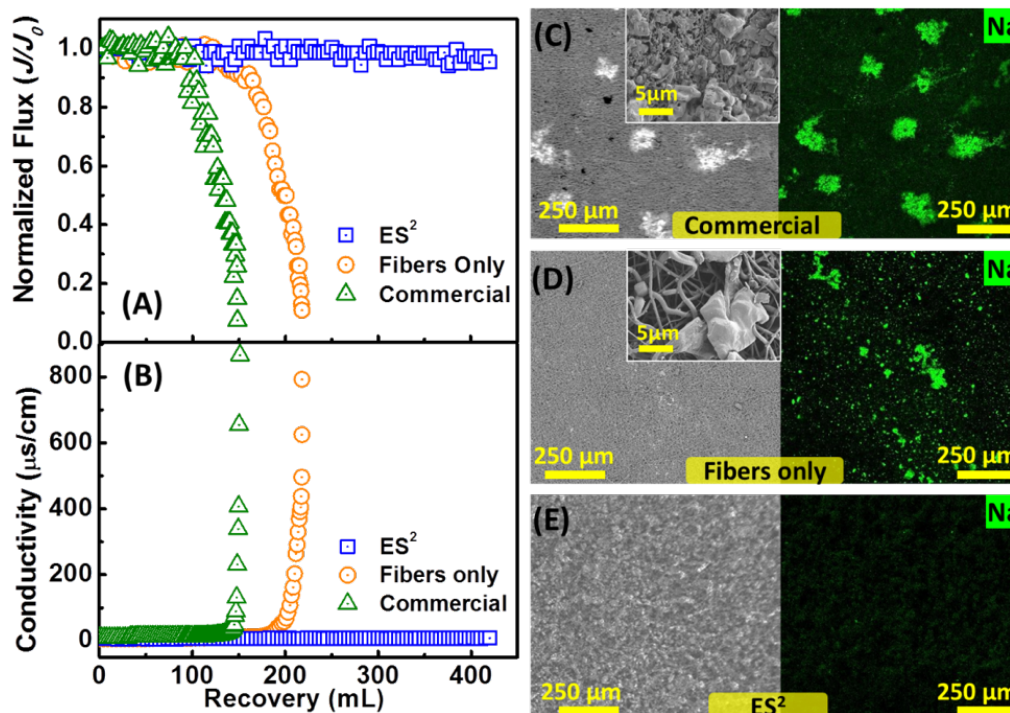 Normalized Flux (J/J₀)
1.0
0.8
0.6
0.4
0.2
0.0
(A)
ES²
Fibers Only
Commercial
Conductivity (μs/cm)
800
600
400
200
0
(B)
ES²
Fibers only
Commercial
0 100 200 300 400
Recovery (mL)
(C)
5μm
Na
250 μm
Commercial
250 μm
(D)
5μm
Na
250 μm
Fibers only
250 μm
(E)
Na
250 μm
ES²
250 μm